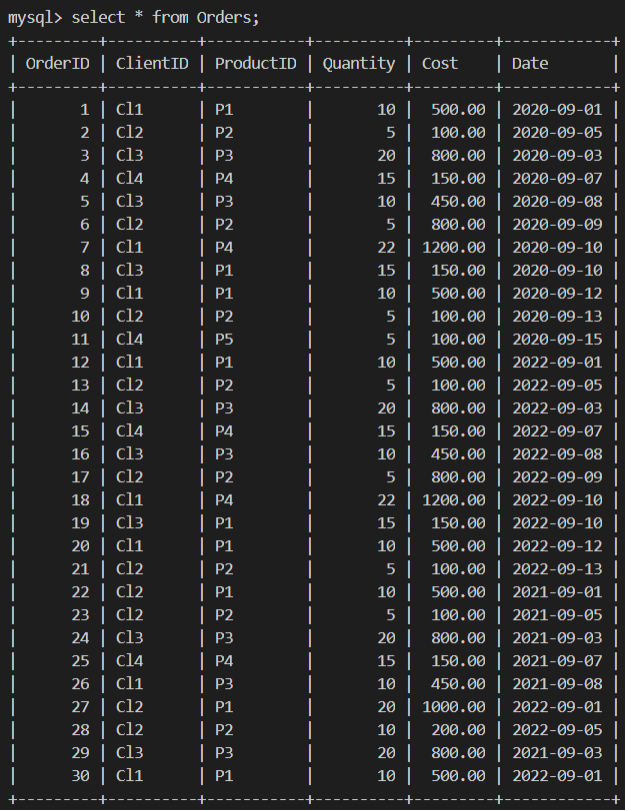 mysql> select * from Orders;
+---------+----------+-----------+----------+---------+------------+
| OrderID | ClientID | ProductID | Quantity | Cost    | Date       |
+---------+----------+-----------+----------+---------+------------+
|       1 | Cl1      | P1        |       10 |  500.00 | 2020-09-01 |
|       2 | Cl2      | P2        |        5 |  100.00 | 2020-09-05 |
|       3 | Cl3      | P3        |       20 |  800.00 | 2020-09-03 |
|       4 | Cl4      | P4        |       15 |  150.00 | 2020-09-07 |
|       5 | Cl3      | P3        |       10 |  450.00 | 2020-09-08 |
|       6 | Cl2      | P2        |        5 |  800.00 | 2020-09-09 |
|       7 | Cl1      | P4        |       22 | 1200.00 | 2020-09-10 |
|       8 | Cl3      | P1        |       15 |  150.00 | 2020-09-10 |
|       9 | Cl1      | P1        |       10 |  500.00 | 2020-09-12 |
|      10 | Cl2      | P2        |        5 |  100.00 | 2020-09-13 |
|      11 | Cl4      | P5        |        5 |  100.00 | 2020-09-15 |
|      12 | Cl1      | P1        |       10 |  500.00 | 2022-09-01 |
|      13 | Cl2      | P2        |        5 |  100.00 | 2022-09-05 |
|      14 | Cl3      | P3        |       20 |  800.00 | 2022-09-03 |
|      15 | Cl4      | P4        |       15 |  150.00 | 2022-09-07 |
|      16 | Cl3      | P3        |       10 |  450.00 | 2022-09-08 |
|      17 | Cl2      | P2        |        5 |  800.00 | 2022-09-09 |
|      18 | Cl1      | P4        |       22 | 1200.00 | 2022-09-10 |
|      19 | Cl3      | P1        |       15 |  150.00 | 2022-09-10 |
|      20 | Cl1      | P1        |       10 |  500.00 | 2022-09-12 |
|      21 | Cl2      | P2        |        5 |  100.00 | 2022-09-13 |
|      22 | Cl2      | P1        |       10 |  500.00 | 2021-09-01 |
|      23 | Cl2      | P2        |        5 |  100.00 | 2021-09-05 |
|      24 | Cl3      | P3        |       20 |  800.00 | 2021-09-03 |
|      25 | Cl4      | P4        |       15 |  150.00 | 2021-09-07 |
|      26 | Cl1      | P3        |       10 |  450.00 | 2021-09-08 |
|      27 | Cl2      | P1        |       20 | 1000.00 | 2022-09-01 |
|      28 | Cl2      | P2        |       10 |  200.00 | 2022-09-05 |
|      29 | Cl3      | P3        |       20 |  800.00 | 2021-09-03 |
|      30 | Cl1      | P1        |       10 |  500.00 | 2022-09-01 |
+---------+----------+-----------+----------+---------+------------+